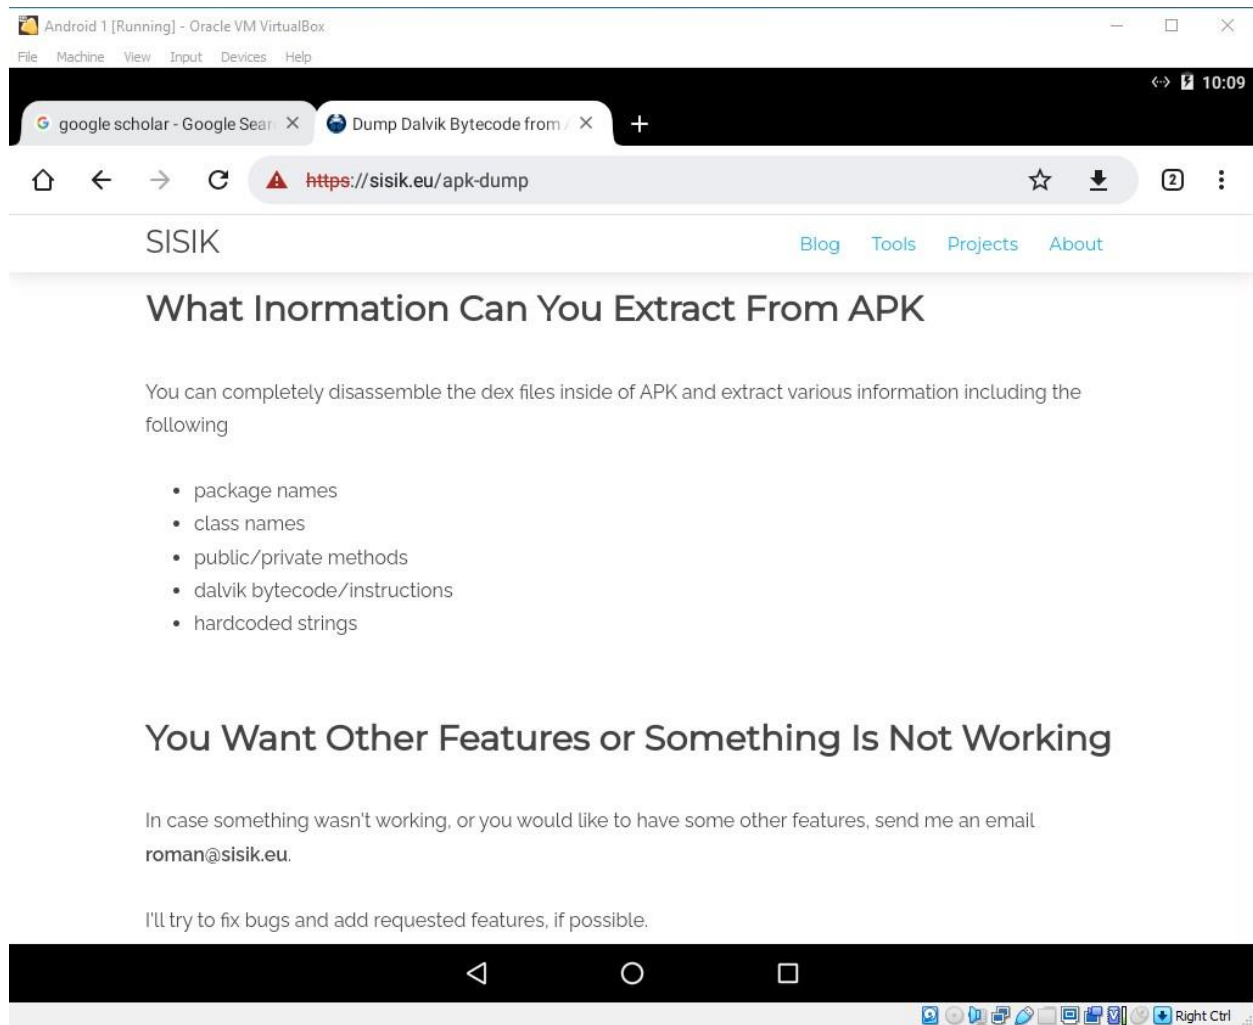 Android 1 [Running] - Oracle VM VirtualBox
File Machine View Input Devices Help
10:09
google scholar - Google Sear
Dump Dalvik Bytecode from
https://sisik.eu/apk-dump
2
SISIK
Blog Tools Projects About
What Inormation Can You Extract From APK
You can completely disassemble the dex files inside of APK and extract various information including the
following
• package names
• class names
• public/private methods
• dalvik bytecode/instructions
• hardcoded strings
You Want Other Features or Something Is Not Working
In case something wasn't working, or you would like to have some other features, send me an email
roman@sisik.eu.
I'll try to fix bugs and add requested features, if possible.
Right Ctrl